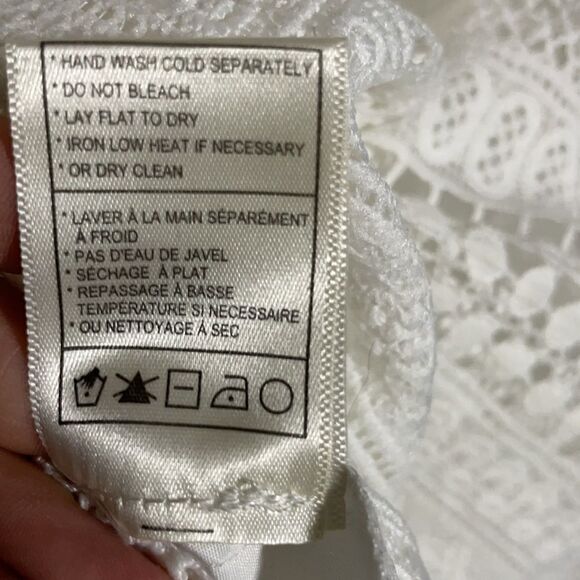 * HAND WASH COLD SEPARATELY
* DO NOT BLEACH
* LAY FLAT TO DRY
* IRON LOW HEAT IF NECESSARY
* OR DRY CLEAN
* LAVER À LA MAIN SÉPARÉMENT
À FROID
* PAS D'EAU DE JAVEL
* SÉCHAGE À PLAT
* REPASSAGE À BASSE
TEMPÉRATURE SI NECESSAIRE
* OU NETTOYAGE À SEC